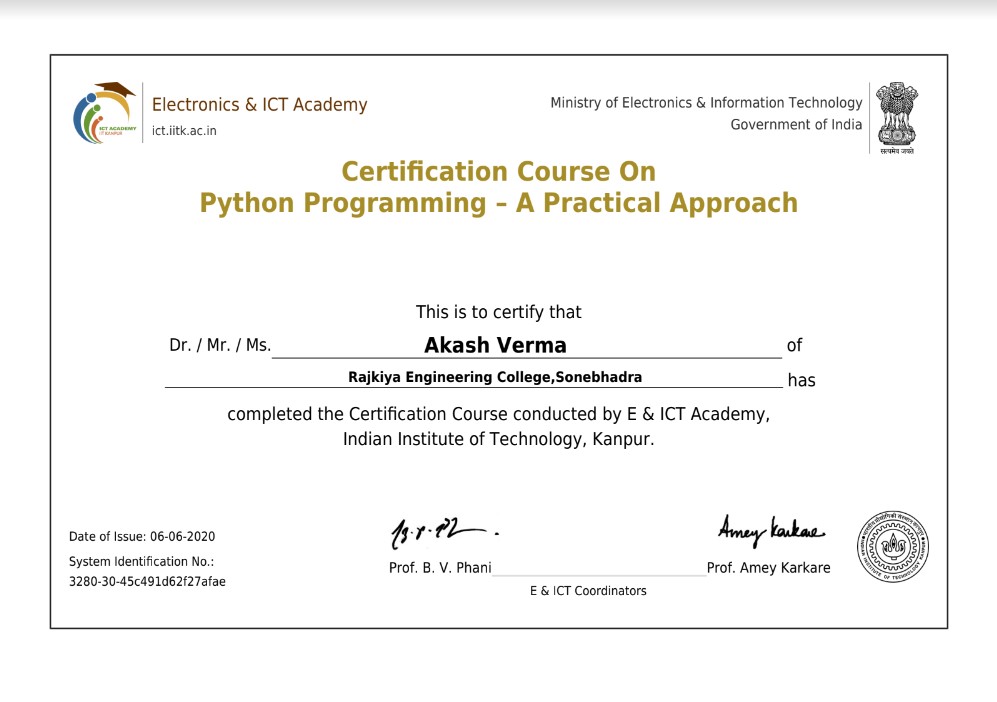 ICT ACADEMY
IIT KANPUR
Electronics & ICT Academy
ict.iitk.ac.in
Ministry of Electronics & Information Technology
Government of India
सत्यमेव जयते
Certification Course On
Python Programming – A Practical Approach
This is to certify that
Dr. / Mr. / Ms. Akash Verma of
Rajkiya Engineering College,Sonebhadra has
completed the Certification Course conducted by E & ICT Academy,
Indian Institute of Technology, Kanpur.
Date of Issue: 06-06-2020
System Identification No.:
3280-30-45c491d62f27afae
Amey Karkare
Prof. B. V. Phani
Prof. Amey Karkare
E & ICT Coordinators
INSTITUTE OF TECHNOLOGY